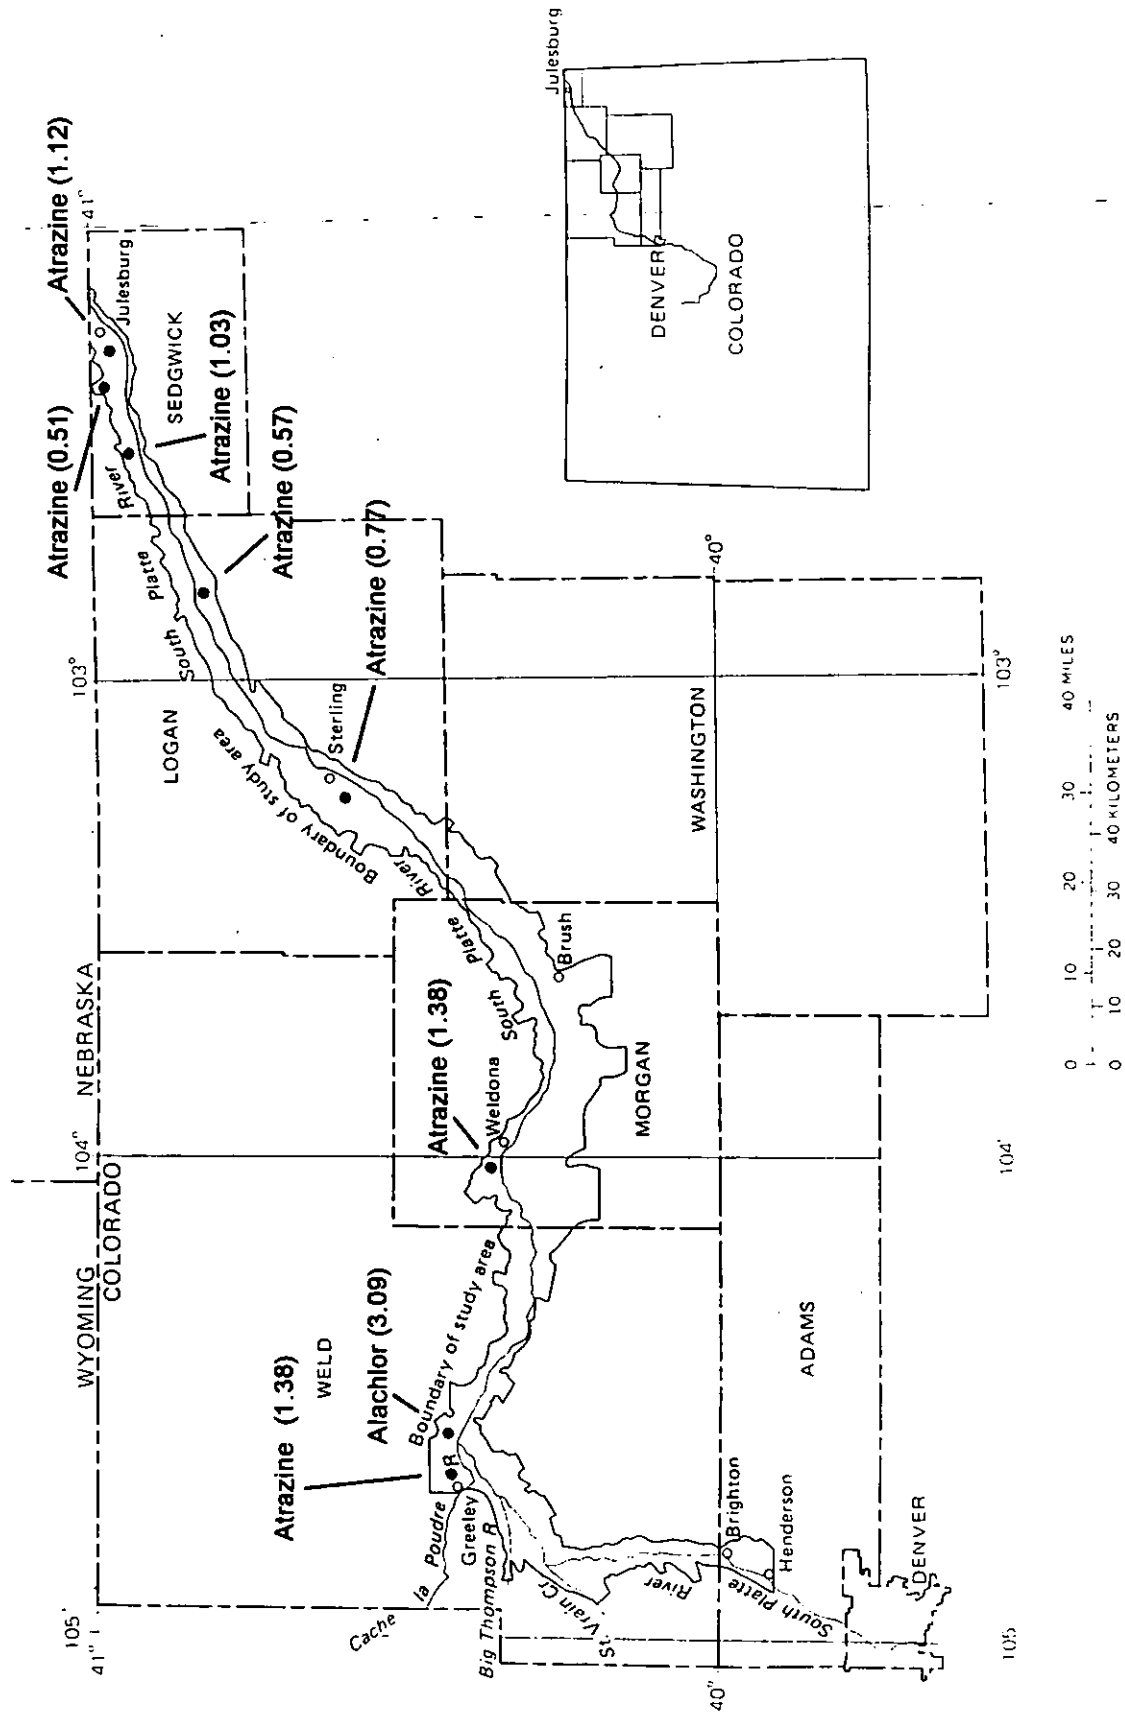 105'
41"
WYOMING
COLORADO
NEBRASKA
104°
103°
41"
Atrazine (1.38)
WELD
Alachlor (3.09)
Boundary of study area
Cache
la
Poudre
R
Greeley
Big Thompson R
St.
Vrain Cr
River
South Platte
Brighton
Henderson
DENVER
ADAMS
40"
105
Atrazine (1.38)
Weldona
South
Platte
River
MORGAN
Brush
104'
LOGAN
Boundary of study area
Sterling
Atrazine (0.77)
WASHINGTON
40°
103°
South
Platte
River
Atrazine (0.51)
Atrazine (0.57)
SEDGWICK
Atrazine (1.03)
Julesburg
Atrazine (1.12)
0 10 20 30 40 MILES
0 10 20 30 40 KILOMETERS
Julesburg
DENVER
COLORADO